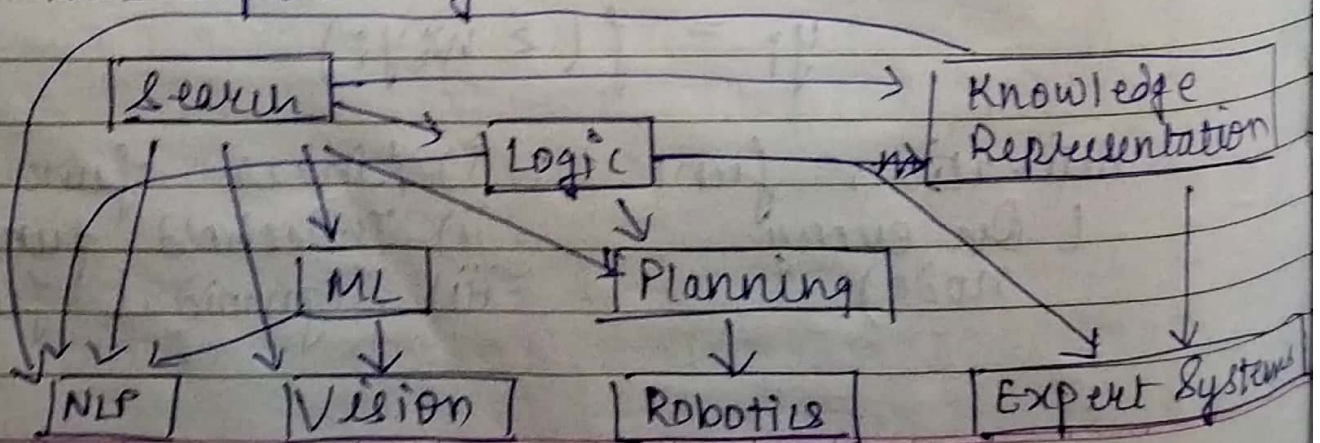 Search
Knowledge
Representation
Logic
ML
Planning
NLP
Vision
Robotics
Expert Systems